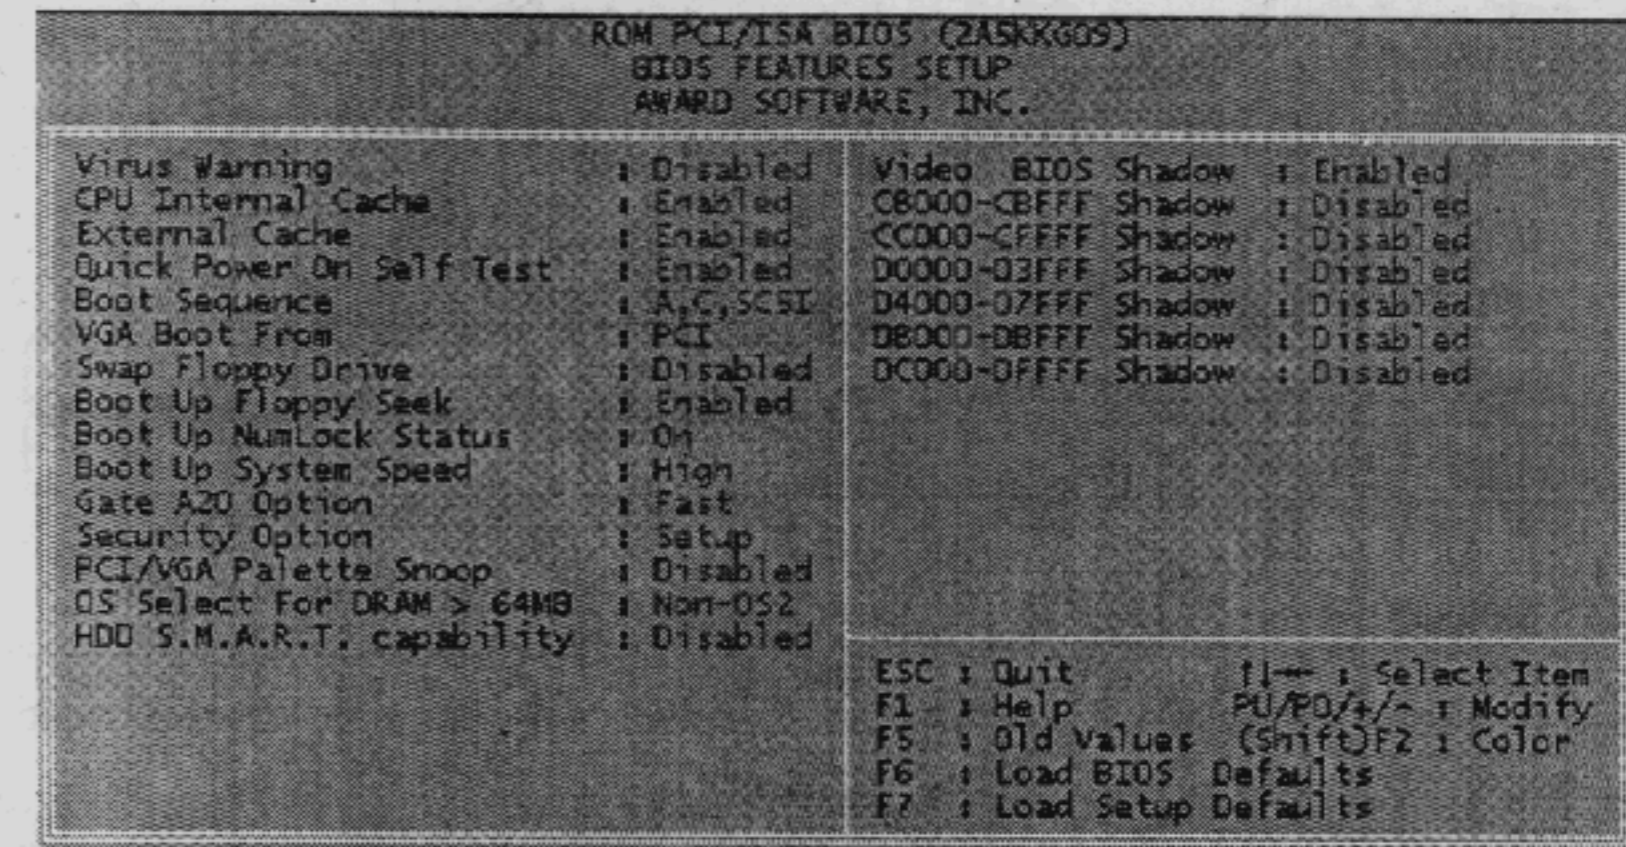 ROM PCI/ISA BIOS (2ASKKG09)
BIOS FEATURES SETUP
AWARD SOFTWARE, INC.
Virus Warning : Disabled
CPU Internal Cache : Enabled
External Cache : Enabled
Quick Power On Self Test : Enabled
Boot Sequence : A,C,SCSI
VGA Boot From : PCI
Swap Floppy Drive : Disabled
Boot Up Floppy Seek : Enabled
Boot Up NumLock Status : On
Boot Up System Speed : High
Gate A20 Option : Fast
Security Option : Setup
PCI/VGA Palette Snoop : Disabled
OS Select For DRAM > 64MB : Non-OS2
HDD S.M.A.R.T. capability : Disabled
Video BIOS Shadow : Enabled
C8000-CBFFF Shadow : Disabled
CC000-CFFFF Shadow : Disabled
D0000-D3FFF Shadow : Disabled
D4000-D7FFF Shadow : Disabled
D8000-DBFFF Shadow : Disabled
DC000-DFFFF Shadow : Disabled
ESC : Quit ↑↓→← : Select Item
F1 : Help PU/PD/+/- : Modify
F5 : Old Values (Shift)F2 : Color
F6 : Load BIOS Defaults
F7 : Load Setup Defaults